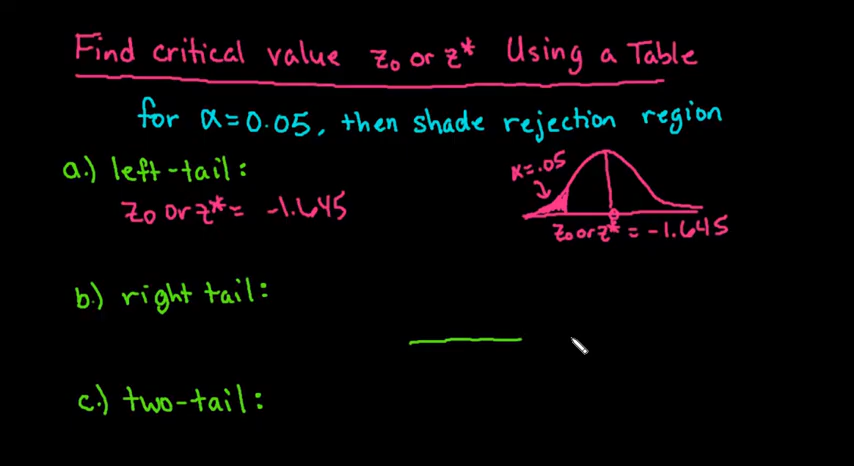 Find critical value z₀ or z* Using a Table
for α=0.05, then shade rejection region
a.) left-tail:
z₀ or z* = -1.645
α=.05
z₀ or z* = -1.645
b.) right tail:
c.) two-tail: